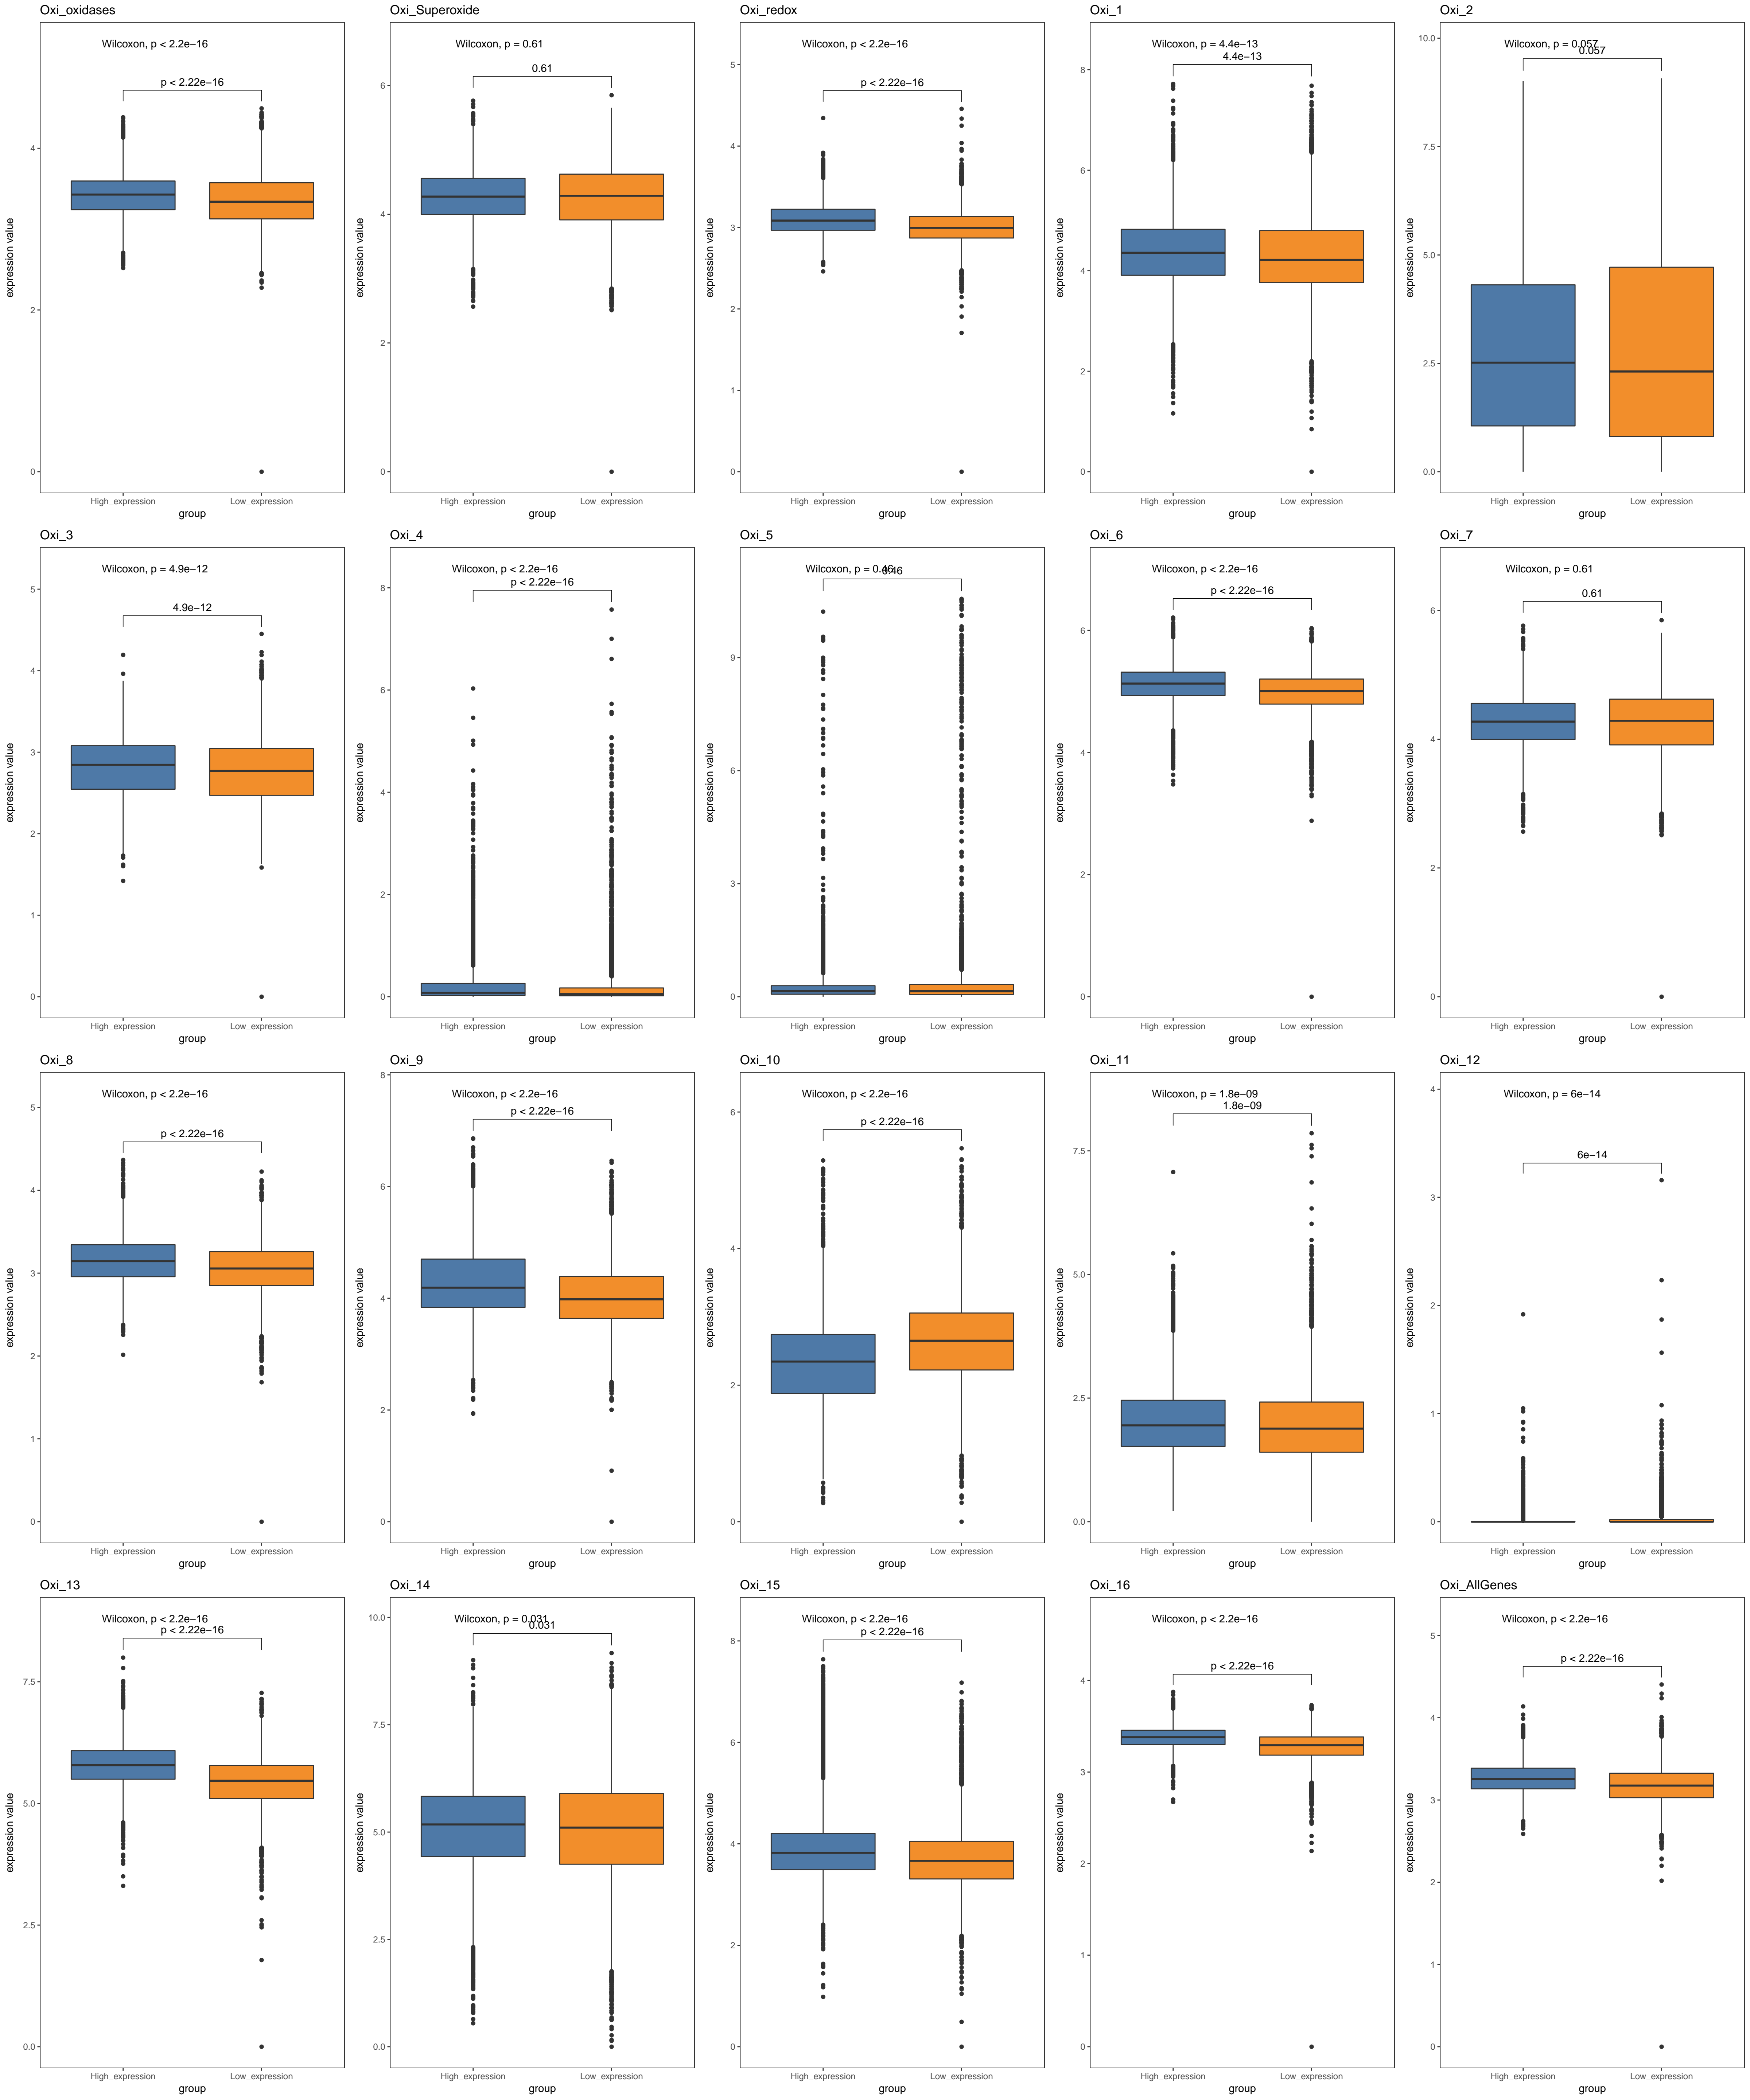 Oxi_oxidases
Wilcoxon, p < 2.2e−16
p < 2.22e−16
4
2
0
expression value
High_expression Low_expression
group
Oxi_Superoxide
Wilcoxon, p = 0.61
0.61
6
4
2
0
expression value
High_expression Low_expression
group
Oxi_redox
Wilcoxon, p < 2.2e−16
p < 2.22e−16
5
4
3
2
1
0
expression value
High_expression Low_expression
group
Oxi_1
Wilcoxon, p = 4.4e−13
4.4e−13
8
6
4
2
0
expression value
High_expression Low_expression
group
Oxi_2
Wilcoxon, p = 0.057
0.057
10.0
7.5
5.0
2.5
0.0
expression value
High_expression Low_expression
group
Oxi_3
Wilcoxon, p = 4.9e−12
4.9e−12
5
4
3
2
1
0
expression value
High_expression Low_expression
group
Oxi_4
Wilcoxon, p < 2.2e−16
p < 2.22e−16
8
6
4
2
0
expression value
High_expression Low_expression
group
Oxi_5
Wilcoxon, p = 0.46
0.46
9
6
3
0
expression value
High_expression Low_expression
group
Oxi_6
Wilcoxon, p < 2.2e−16
p < 2.22e−16
6
4
2
0
expression value
High_expression Low_expression
group
Oxi_7
Wilcoxon, p = 0.61
0.61
6
4
2
0
expression value
High_expression Low_expression
group
Oxi_8
Wilcoxon, p < 2.2e−16
p < 2.22e−16
5
4
3
2
1
0
expression value
High_expression Low_expression
group
Oxi_9
Wilcoxon, p < 2.2e−16
p < 2.22e−16
8
6
4
2
0
expression value
High_expression Low_expression
group
Oxi_10
Wilcoxon, p < 2.2e−16
p < 2.22e−16
6
4
2
0
expression value
High_expression Low_expression
group
Oxi_11
Wilcoxon, p = 1.8e−09
1.8e−09
7.5
5.0
2.5
0.0
expression value
High_expression Low_expression
group
Oxi_12
Wilcoxon, p = 6e−14
6e−14
4
3
2
1
0
expression value
High_expression Low_expression
group
Oxi_13
Wilcoxon, p < 2.2e−16
p < 2.22e−16
7.5
5.0
2.5
0.0
expression value
High_expression Low_expression
group
Oxi_14
Wilcoxon, p = 0.031
0.031
10.0
7.5
5.0
2.5
0.0
expression value
High_expression Low_expression
group
Oxi_15
Wilcoxon, p < 2.2e−16
p < 2.22e−16
8
6
4
2
0
expression value
High_expression Low_expression
group
Oxi_16
Wilcoxon, p < 2.2e−16
p < 2.22e−16
4
3
2
1
0
expression value
High_expression Low_expression
group
Oxi_AllGenes
Wilcoxon, p < 2.2e−16
p < 2.22e−16
5
4
3
2
1
0
expression value
High_expression Low_expression
group